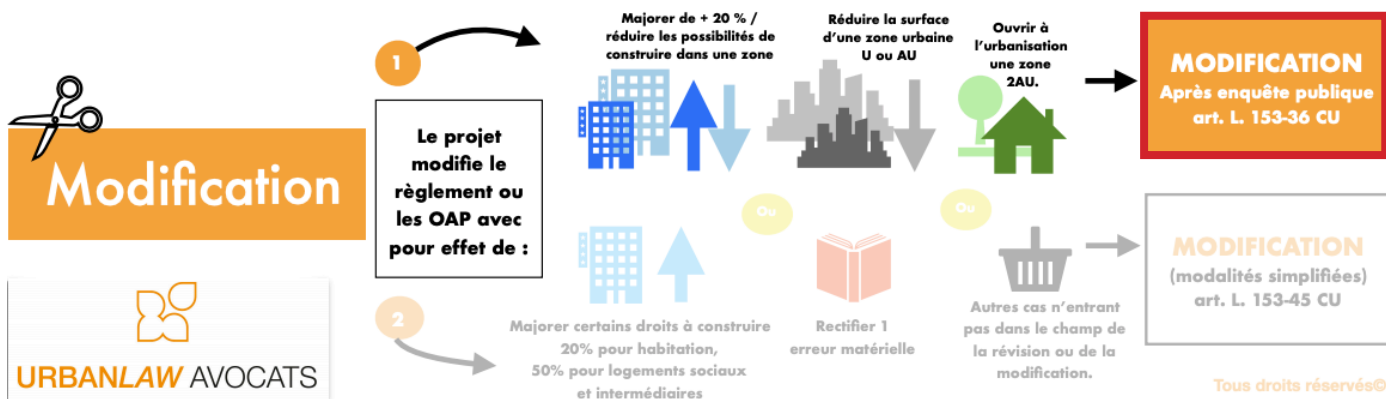 Modification
URBANLAW AVOCATS
1
Le projet
modifie le
règlement ou
les OAP avec
pour effet de :
2
Majorer de + 20 % /
réduire les possibilités de
construire dans une zone
Réduire la surface
d'une zone urbaine
U ou AU
Ouvrir à
l'urbanisation
une zone
2AU.
MODIFICATION
Après enquête publique
art. L. 153-36 CU
Ou
Ou
Majorer certains droits à construire
20% pour habitation,
50% pour logements sociaux
et intermédiaires
Rectifier 1
erreur matérielle
Autres cas n'entrant
pas dans le champ de
la révision ou de la
modification.
MODIFICATION
(modalités simplifiées)
art. L. 153-45 CU
Tous droits réservés©